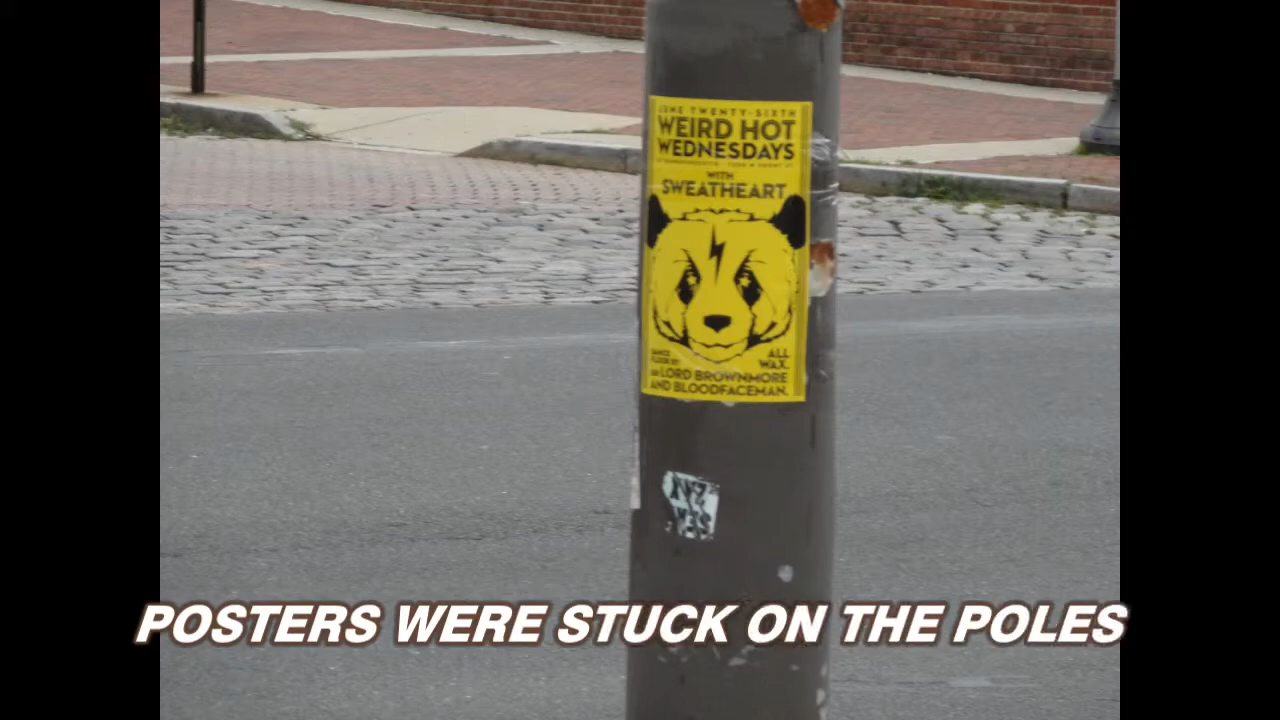 JUNE TWENTY-SIXTH
WEIRD HOT
WEDNESDAYS
WITH
SWEATHEART
ALL
WAX.
LORD BROWNMORE
AND BLOODFACEMAN.
POSTERS WERE STUCK ON THE POLES